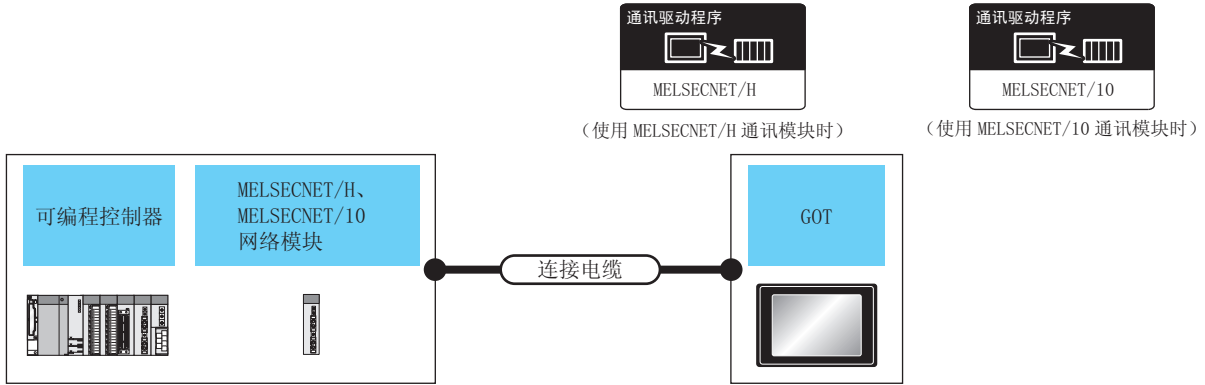 通讯驱动程序
MELSECNET/H
（使用 MELSECNET/H 通讯模块时）
通讯驱动程序
MELSECNET/10
（使用 MELSECNET/10 通讯模块时）
可编程控制器
MELSECNET/H、
MELSECNET/10
网络模块
连接电缆
GOT